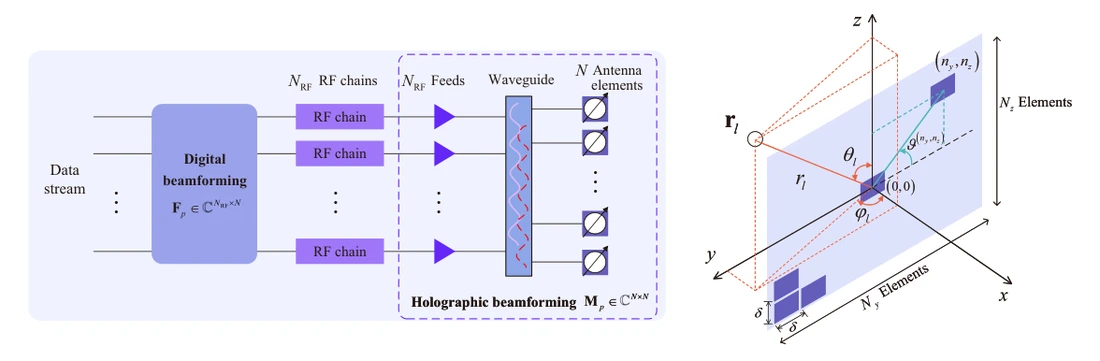 Data
stream
Digital
beamforming
F_p ∈ ℂ^{N_RF×N}
N_RF RF chains
RF chain
RF chain
RF chain
N_RF Feeds
Waveguide
N Antenna
elements
Holographic beamforming M_p ∈ ℂ^{N×N}
z
(n_y, n_z)
N_z Elements
r_l
θ_l
ϑ^{(n_y,n_z)}
r_l
(0,0)
φ_l
y
x
N_y Elements
δ
δ